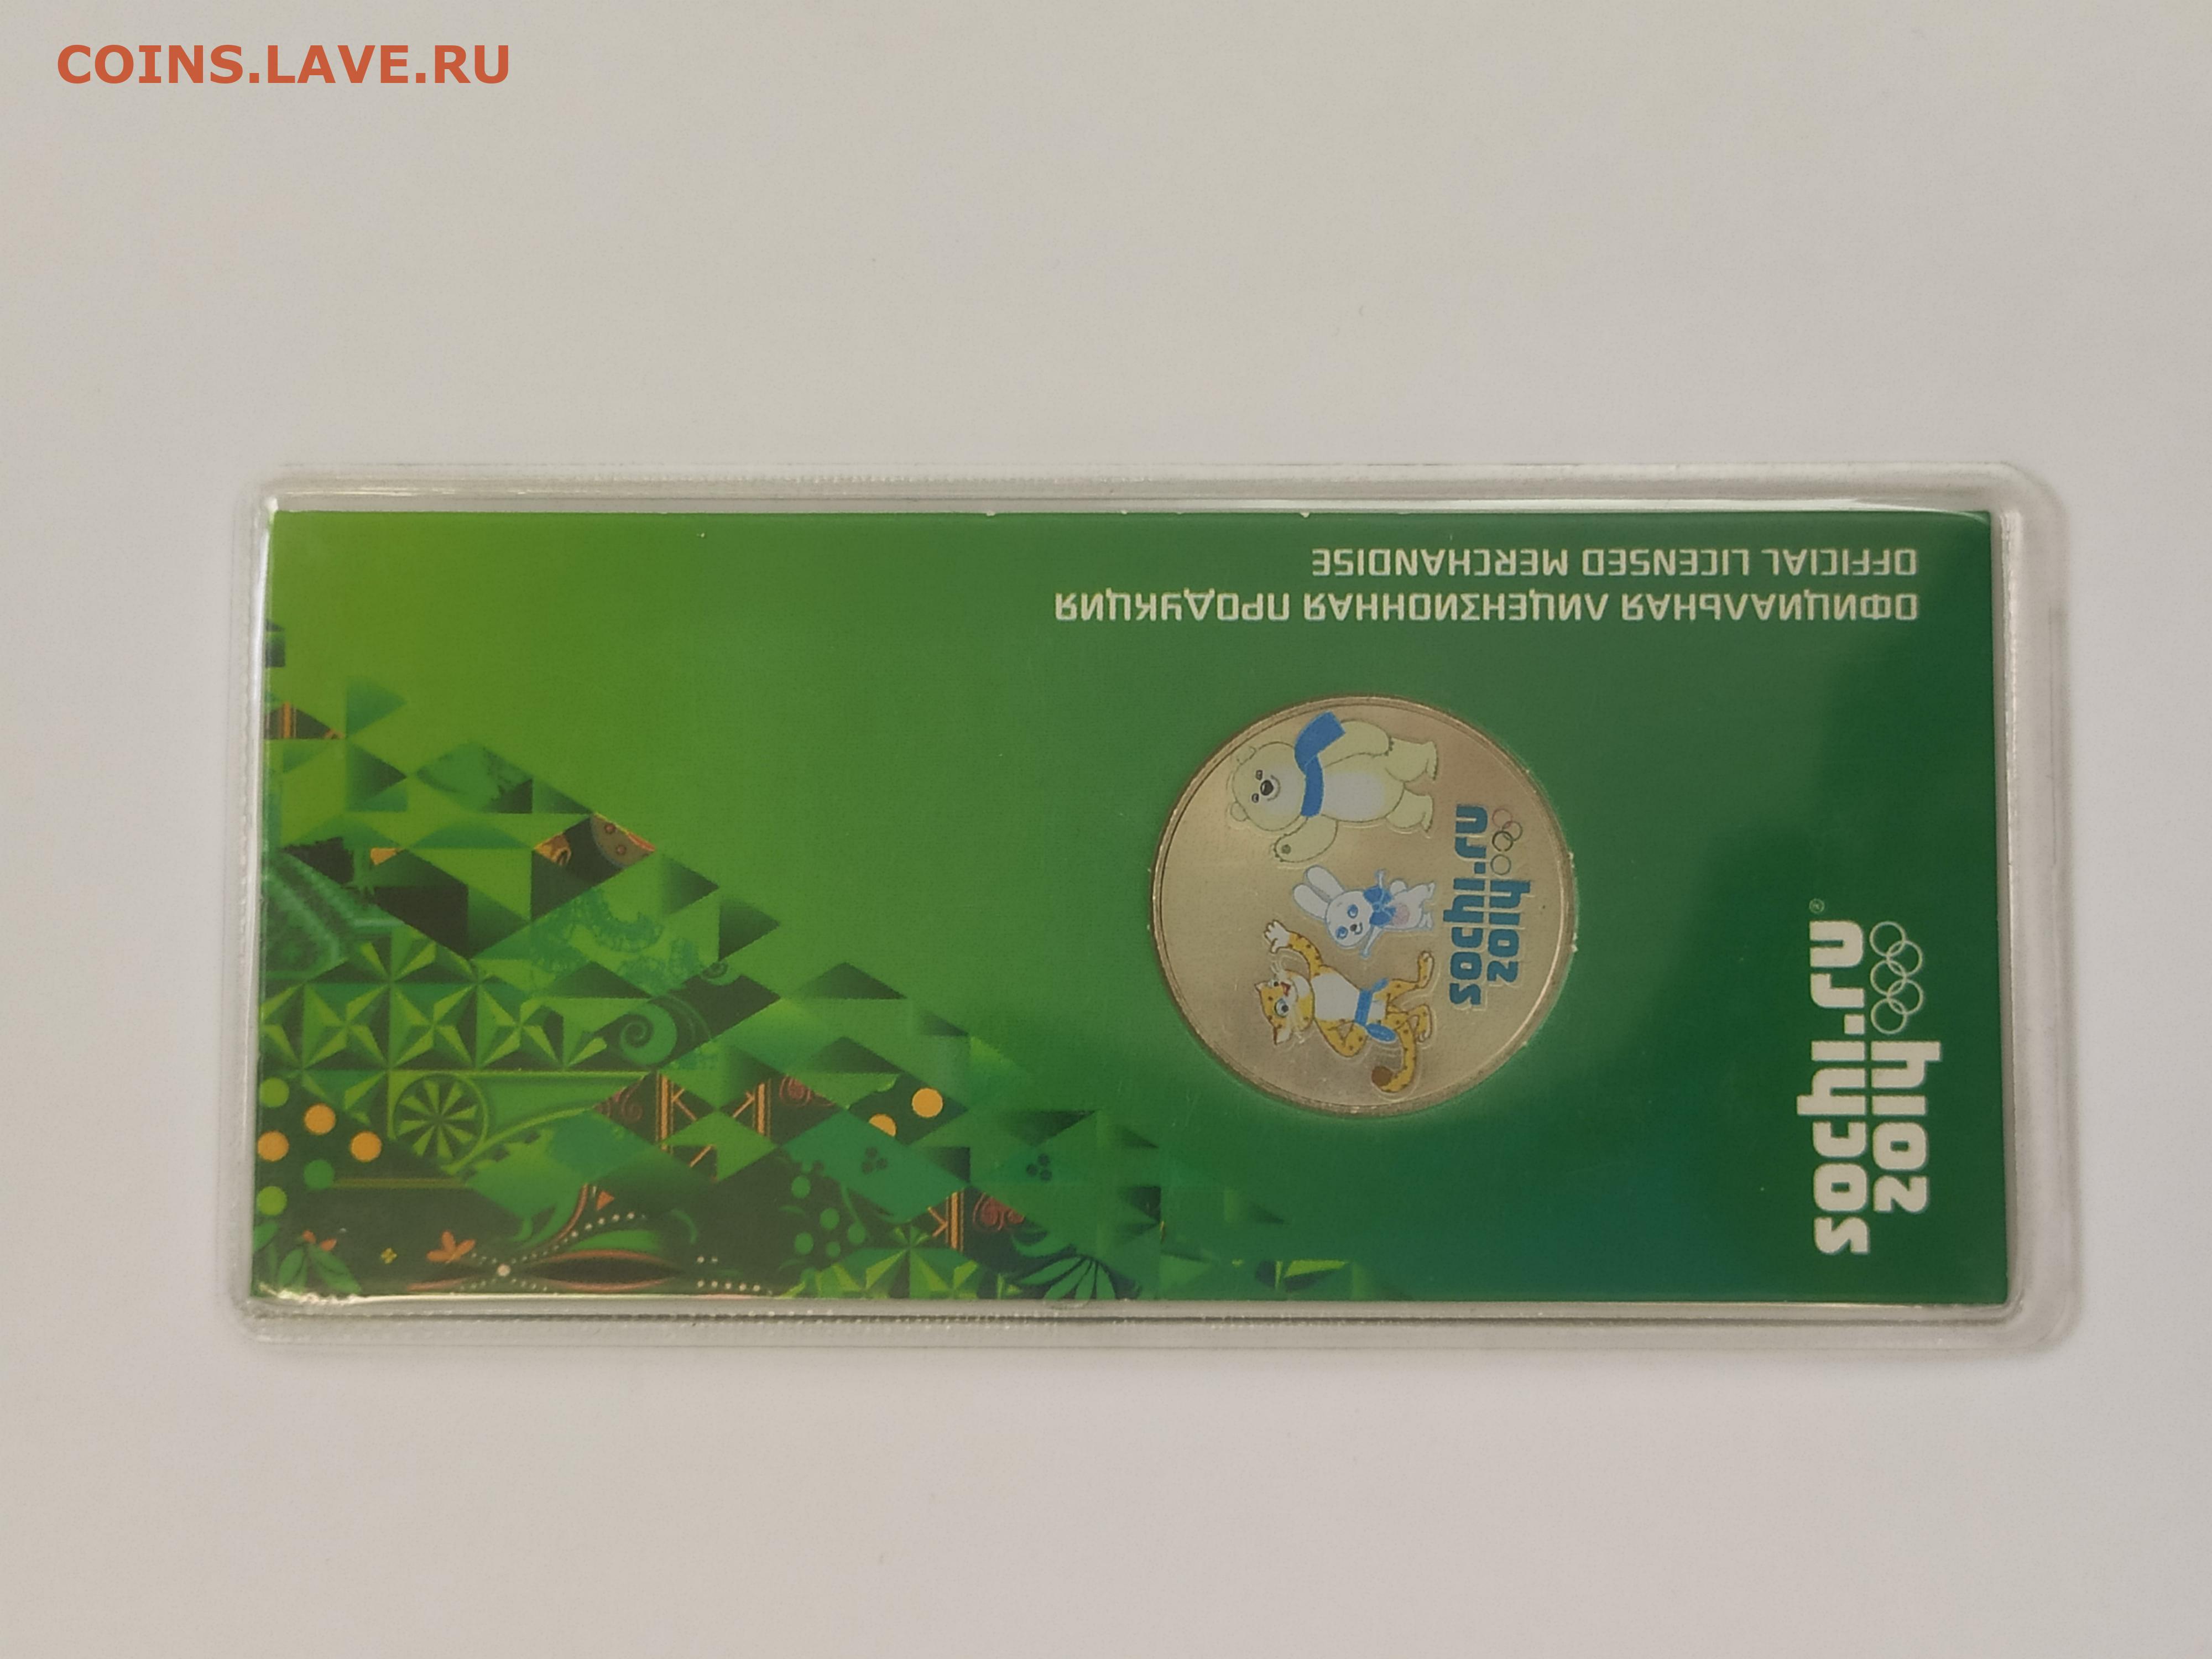 COINS.LAVE.RU
ОФИЦИАЛЬНАЯ ЛИЦЕНЗИОННАЯ ПРОДУКЦИЯ
OFFICIAL LICENSED MERCHANDISE
sochi.ru
2014
sochi.ru®
2014